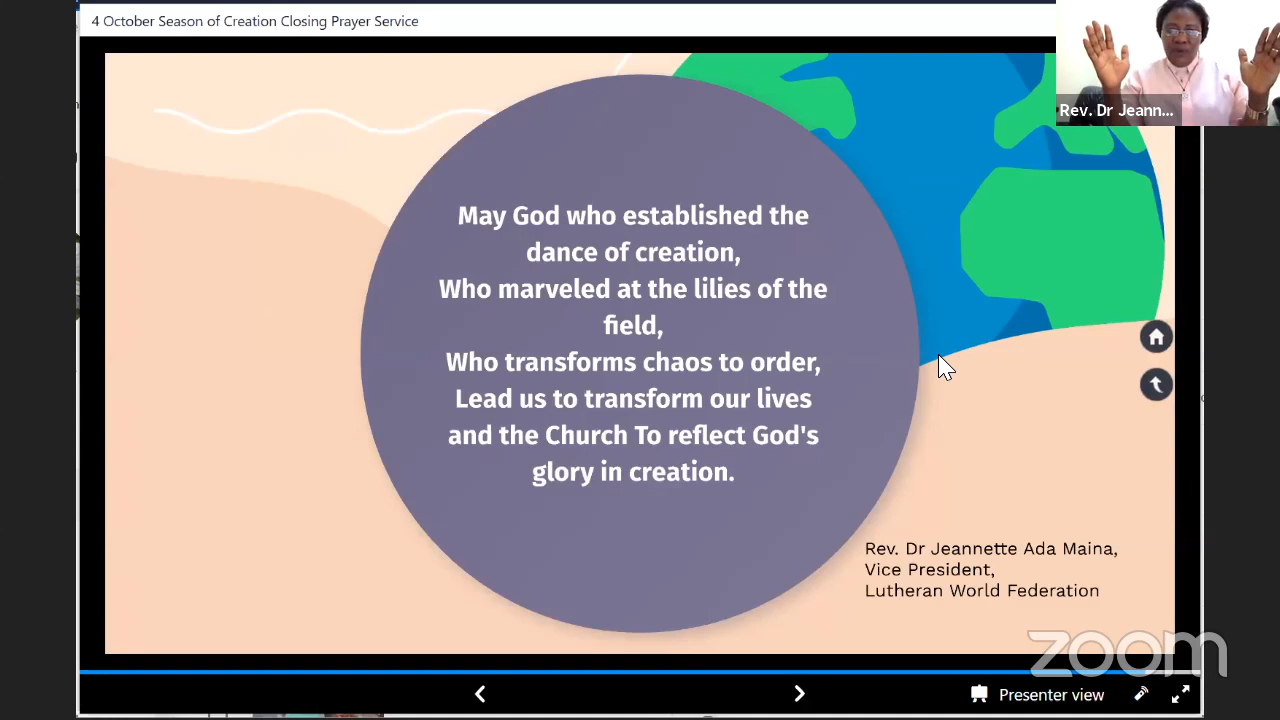 4 October Season of Creation Closing Prayer Service
Rev. Dr Jeann...
May God who established the
dance of creation,
Who marveled at the lilies of the
field,
Who transforms chaos to order,
Lead us to transform our lives
and the Church To reflect God's
glory in creation.
Rev. Dr Jeannette Ada Maina,
Vice President,
Lutheran World Federation
zoom
Presenter view